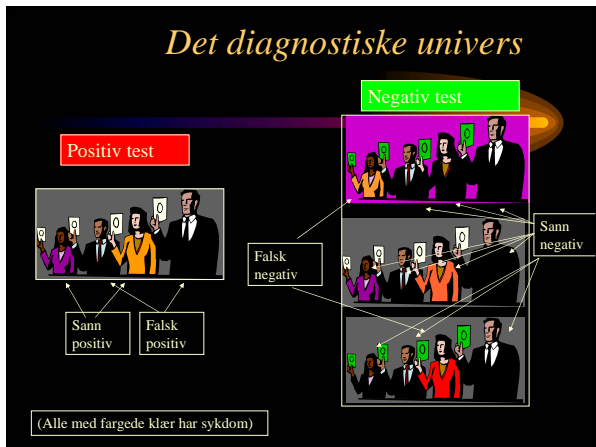 Det diagnostiske univers
Negativ test
Positiv test
Sann
negativ
Falsk
negativ
Sann
positiv
Falsk
positiv
(Alle med fargede klær har sykdom)